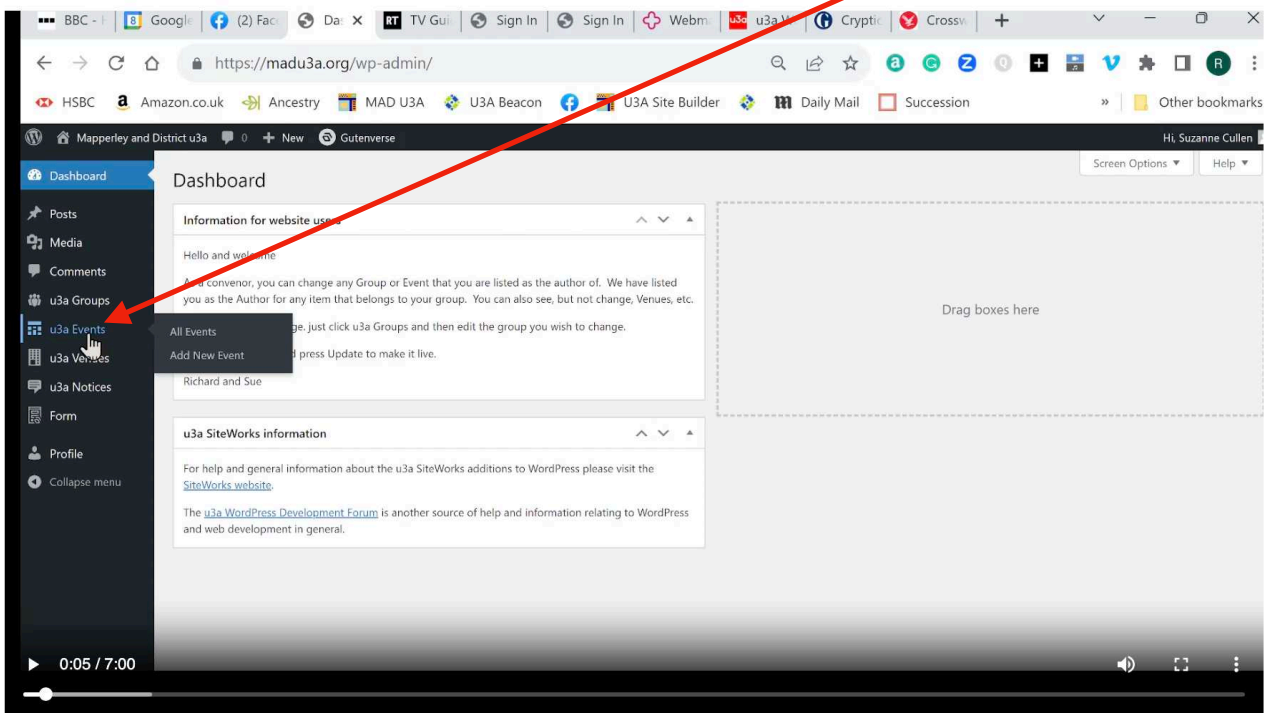 BBC - Google (2) Fac Da TV Gui Sign In Sign In Webm u3a W Cryptic Crossw
https://madu3a.org/wp-admin/
HSBC Amazon.co.uk Ancestry MAD U3A U3A Beacon U3A Site Builder Daily Mail Succession » Other bookmarks
Mapperley and District u3a 0 + New Gutenverse Hi, Suzanne Cullen
Screen Options ▼ Help ▼
Dashboard
Posts
Media
Comments
u3a Groups
u3a Events
u3a Venues
u3a Notices
Form
Profile
Collapse menu
All Events
Add New Event
Dashboard
Information for website users
Hello and welcome
As a convenor, you can change any Group or Event that you are listed as the author of. We have listed
you as the Author for any item that belongs to your group. You can also see, but not change, Venues, etc.
ge. just click u3a Groups and then edit the group you wish to change.
press Update to make it live.
Richard and Sue
u3a SiteWorks information
For help and general information about the u3a SiteWorks additions to WordPress please visit the
SiteWorks website.
The u3a WordPress Development Forum is another source of help and information relating to WordPress
and web development in general.
Drag boxes here
0:05 / 7:00